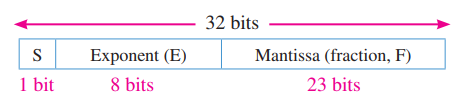 32 bits
S Exponent (E) Mantissa (fraction, F)
1 bit 8 bits 23 bits